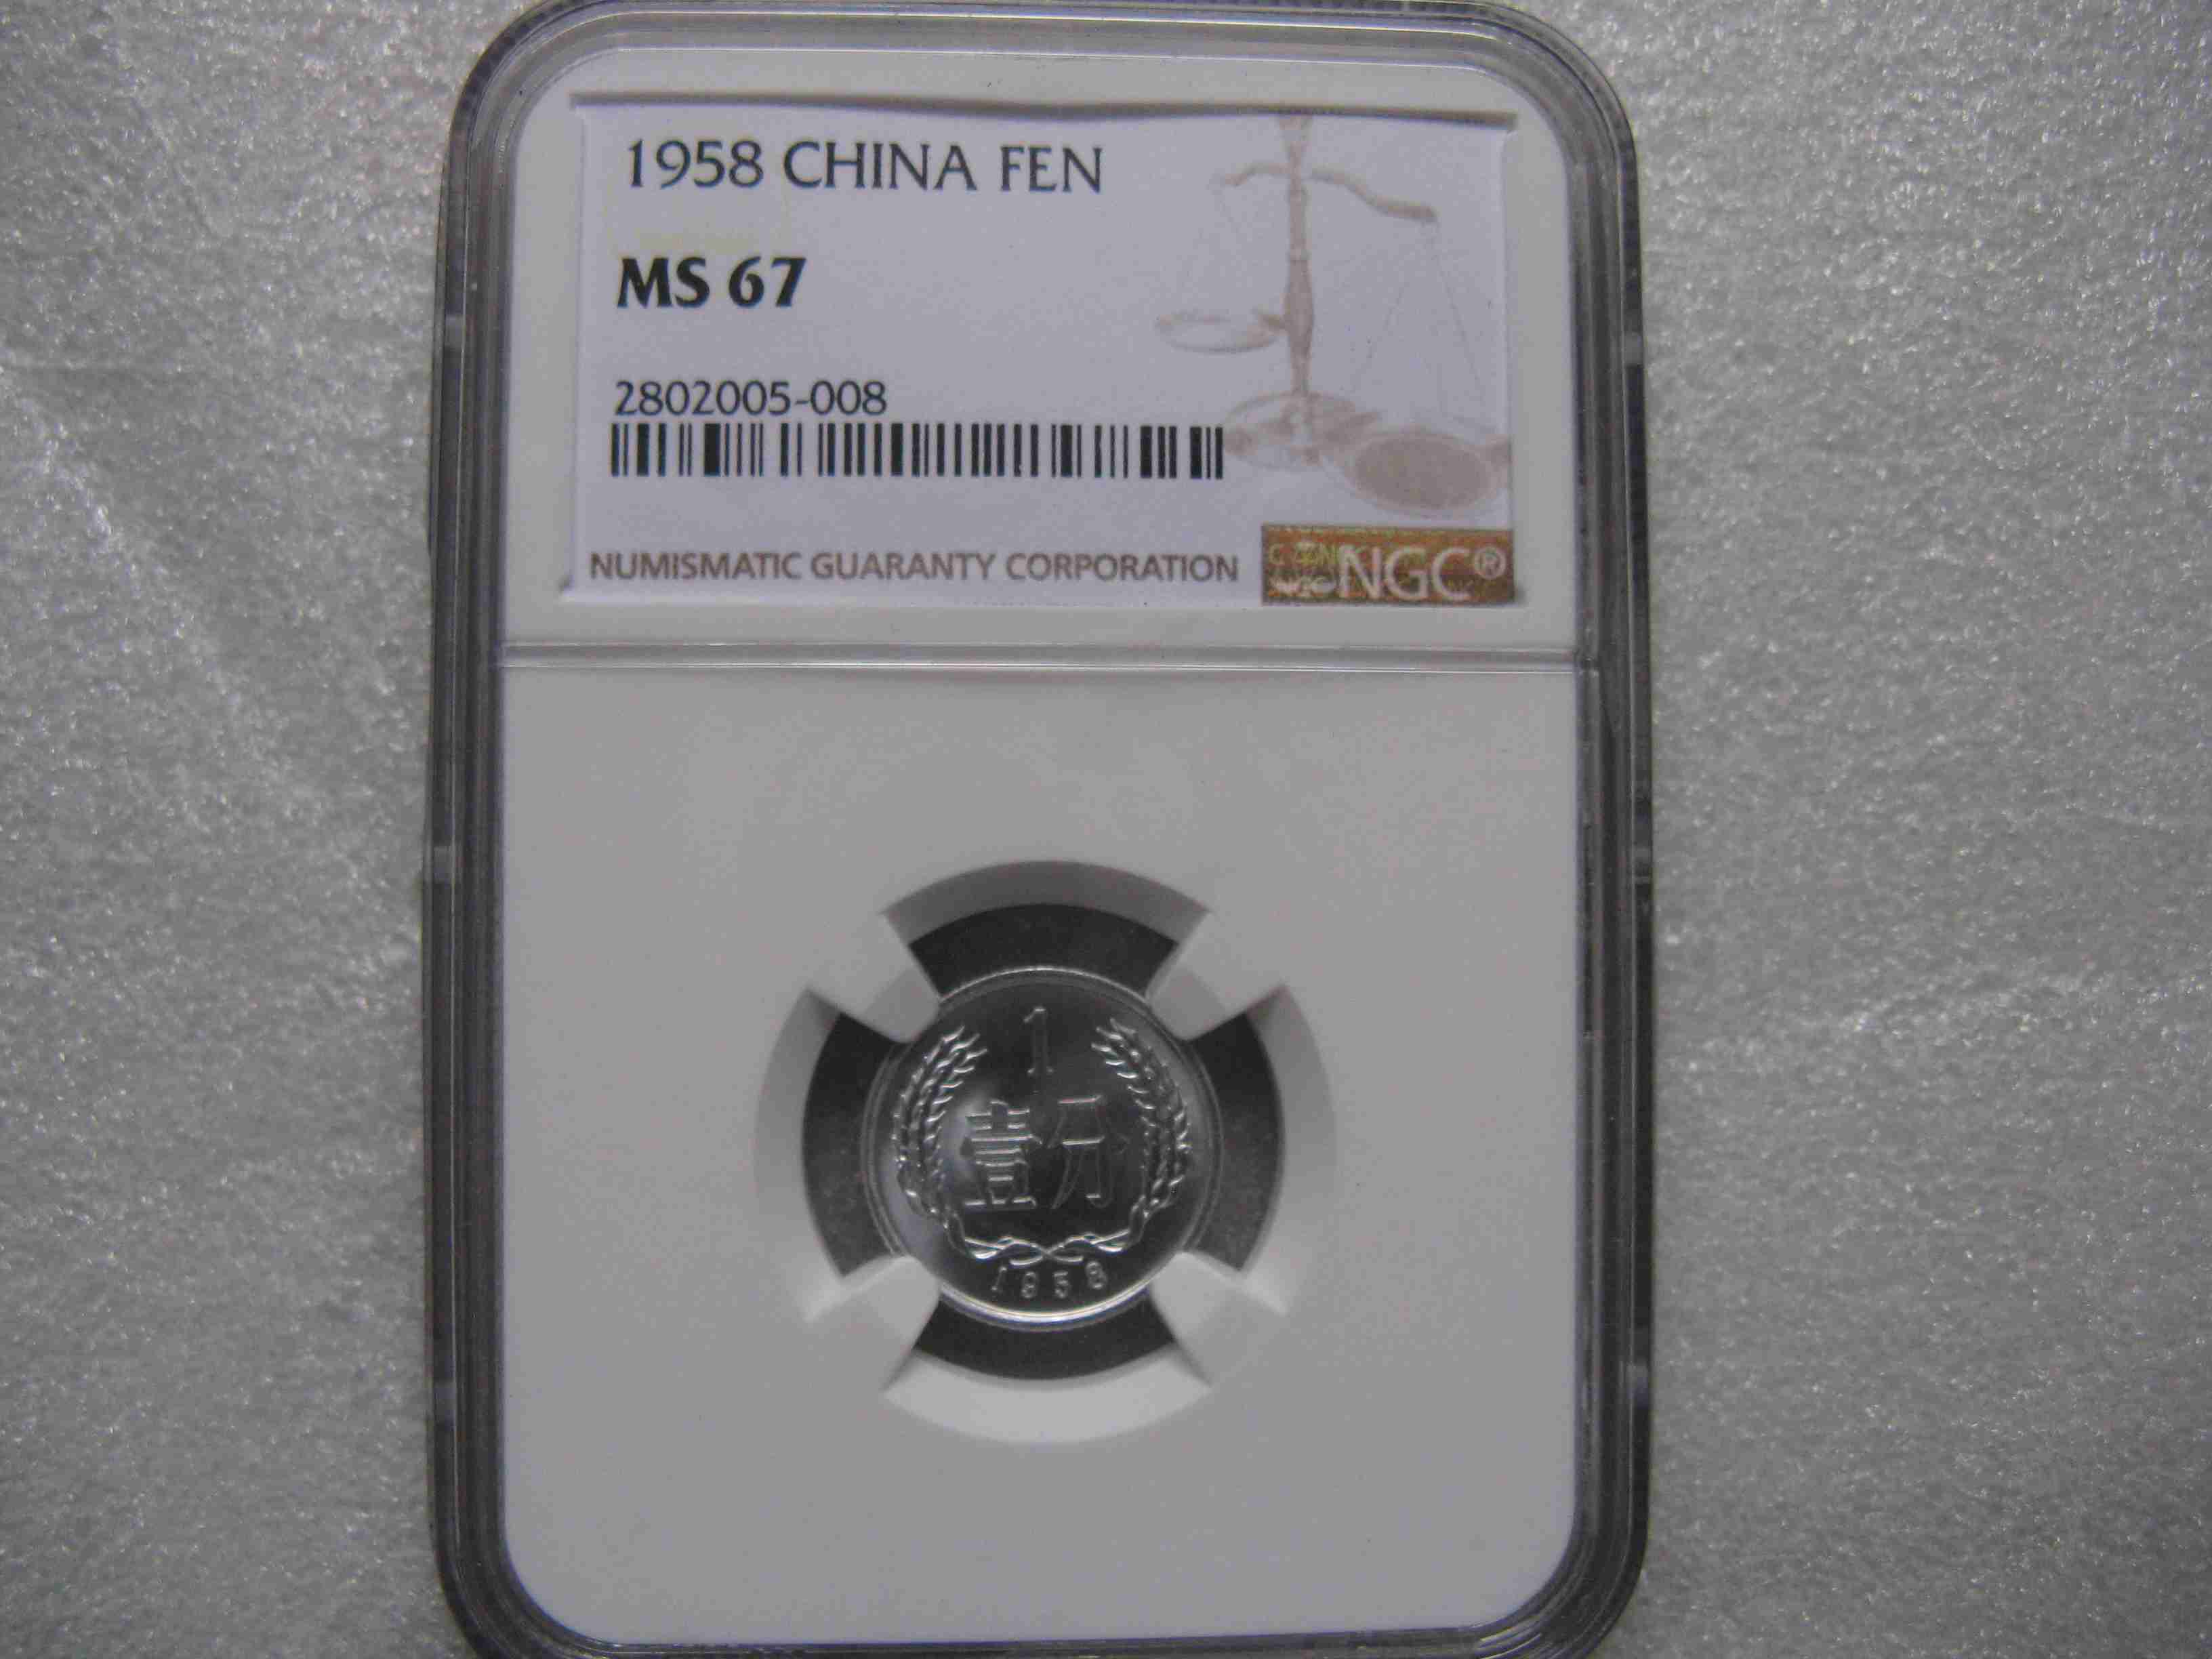 1958 CHINA FEN
MS 67
2802005-008
NUMISMATIC GUARANTY CORPORATION
NGC®
1
壹分
1958